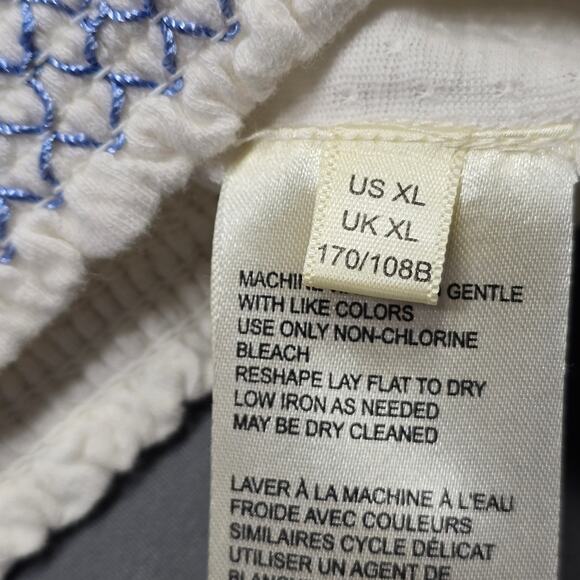 US XL
UK XL
170/108B
GENTLE
WITH LIKE COLORS
USE ONLY NON-CHLORINE
BLEACH
RESHAPE LAY FLAT TO DRY
LOW IRON AS NEEDED
MAY BE DRY CLEANED
LAVER À LA MACHINE À L'EAU
FROIDE AVEC COULEURS
SIMILAIRES CYCLE DÉLICAT
UTILISER UN AGENT DE